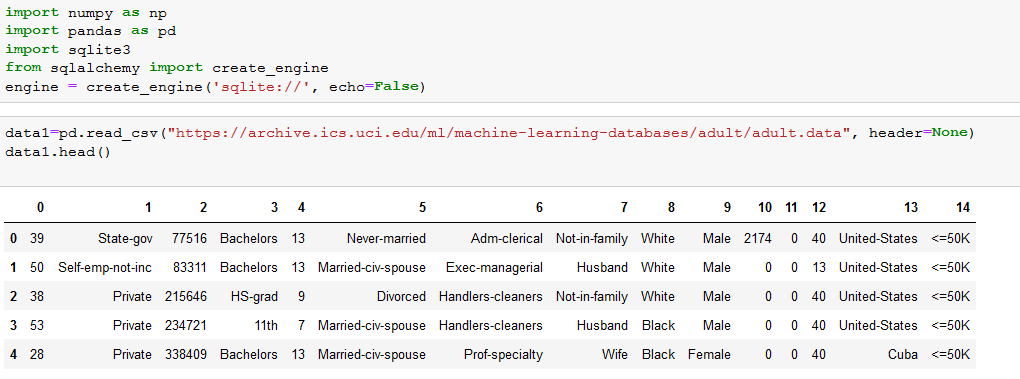 import numpy as np
import pandas as pd
import sqlite3
from sqlalchemy import create_engine
engine = create_engine('sqlite://', echo=False)
data1=pd.read_csv("https://archive.ics.uci.edu/ml/machine-learning-databases/adult/adult.data", header=None)
data1.head()
0 1 2 3 4 5 6 7 8 9 10 11 12 13 14
0 39 State-gov 77516 Bachelors 13 Never-married Adm-clerical Not-in-family White Male 2174 0 40 United-States <=50K
1 50 Self-emp-not-inc 83311 Bachelors 13 Married-civ-spouse Exec-managerial Husband White Male 0 0 13 United-States <=50K
2 38 Private 215646 HS-grad 9 Divorced Handlers-cleaners Not-in-family White Male 0 0 40 United-States <=50K
3 53 Private 234721 11th 7 Married-civ-spouse Handlers-cleaners Husband Black Male 0 0 40 United-States <=50K
4 28 Private 338409 Bachelors 13 Married-civ-spouse Prof-specialty Wife Black Female 0 0 40 Cuba <=50K